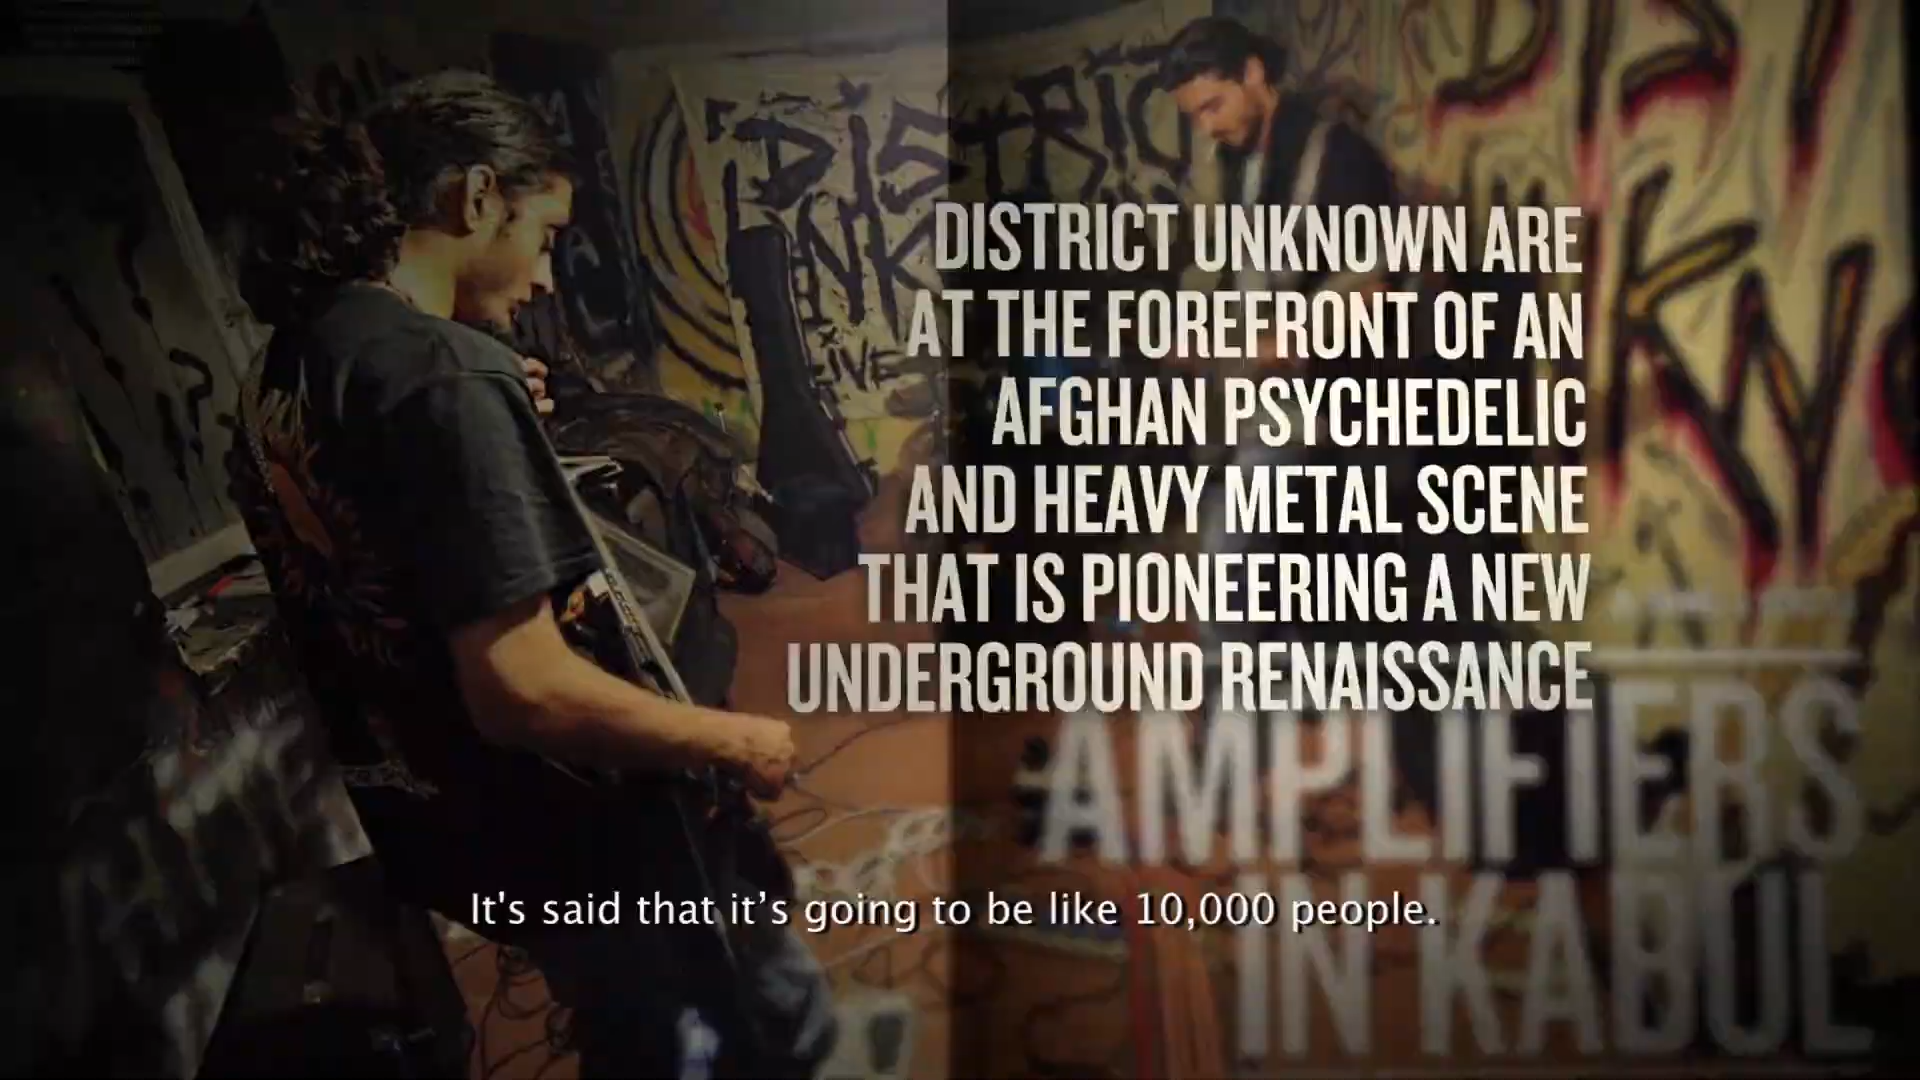 DISTRICT UNKNOWN ARE
AT THE FOREFRONT OF AN
AFGHAN PSYCHEDELIC
AND HEAVY METAL SCENE
THAT IS PIONEERING A NEW
UNDERGROUND RENAISSANCE
AMPLIFIERS
IN KABUL
It's said that it’s going to be like 10,000 people.